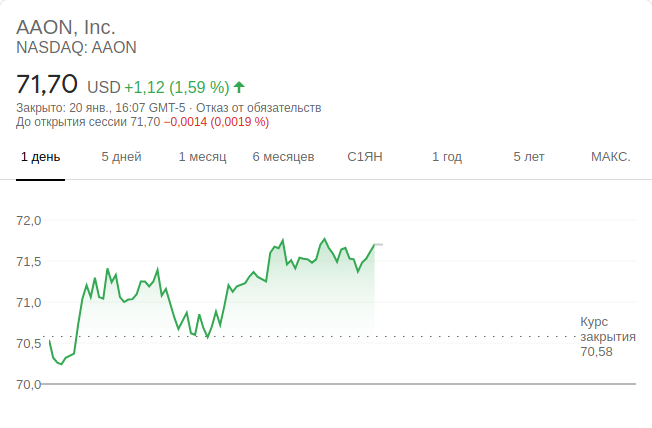 AAON, Inc.
NASDAQ: AAON
71,70 USD +1,12 (1,59 %)
Закрыто: 20 янв., 16:07 GMT-5 · Отказ от обязательств
До открытия сессии 71,70 −0,0014 (0,0019 %)
1 день 5 дней 1 месяц 6 месяцев С1ЯН 1 год 5 лет МАКС.
72,0
71,5
71,0
70,5
70,0
Курс
закрытия
70,58